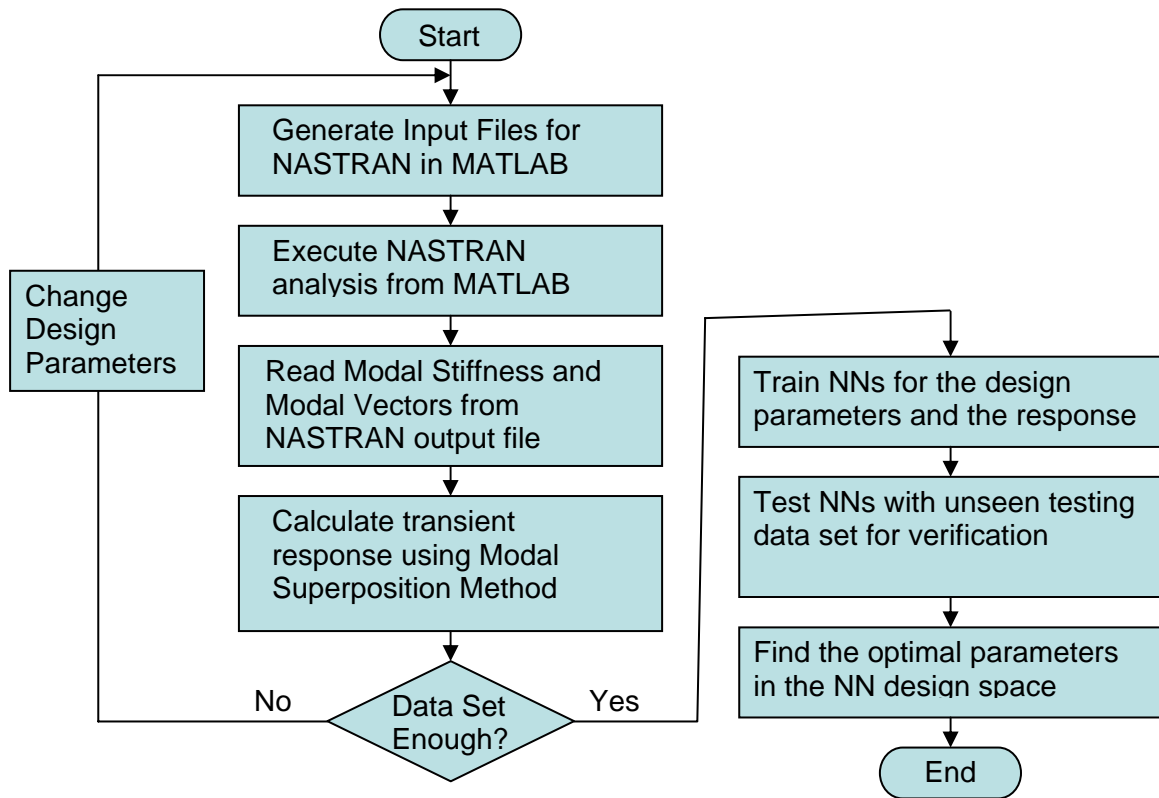 Start
Generate Input Files for
NASTRAN in MATLAB
Execute NASTRAN
analysis from MATLAB
Change
Design
Parameters
Read Modal Stiffness and
Modal Vectors from
NASTRAN output file
Calculate transient
response using Modal
Superposition Method
No
Data Set
Enough?
Yes
Train NNs for the design
parameters and the response
Test NNs with unseen testing
data set for verification
Find the optimal parameters
in the NN design space
End